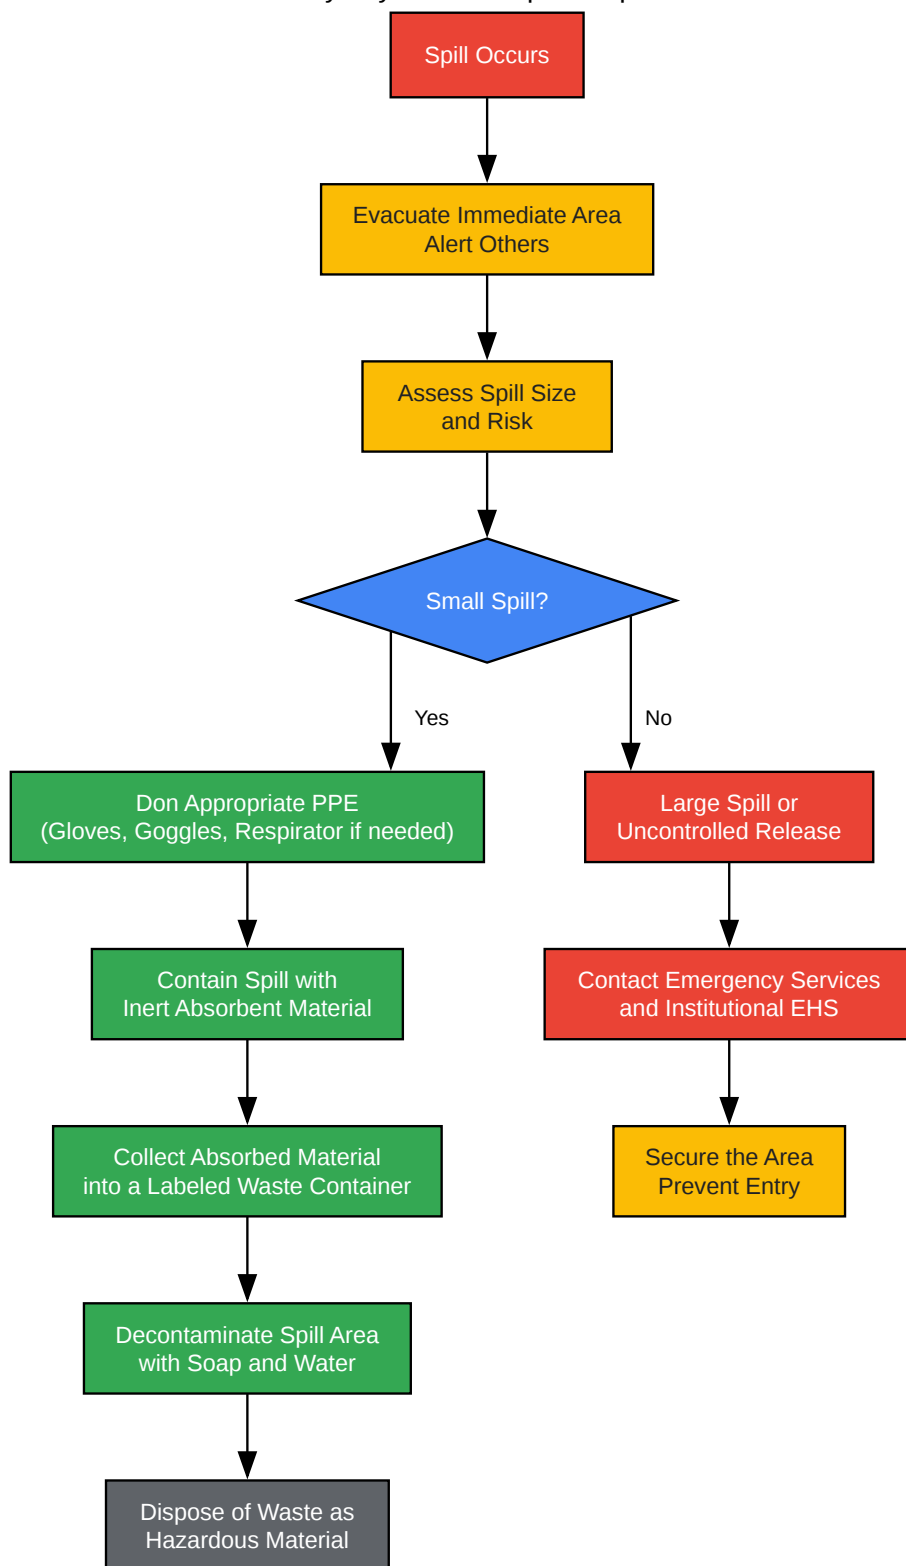 Spill Occurs
Evacuate Immediate Area
Alert Others
Assess Spill Size
and Risk
Small Spill?
Yes
No
Don Appropriate PPE
(Gloves, Goggles, Respirator if needed)
Large Spill or
Uncontrolled Release
Contain Spill with
Inert Absorbent Material
Contact Emergency Services
and Institutional EHS
Collect Absorbed Material
into a Labeled Waste Container
Secure the Area
Prevent Entry
Decontaminate Spill Area
with Soap and Water
Dispose of Waste as
Hazardous Material